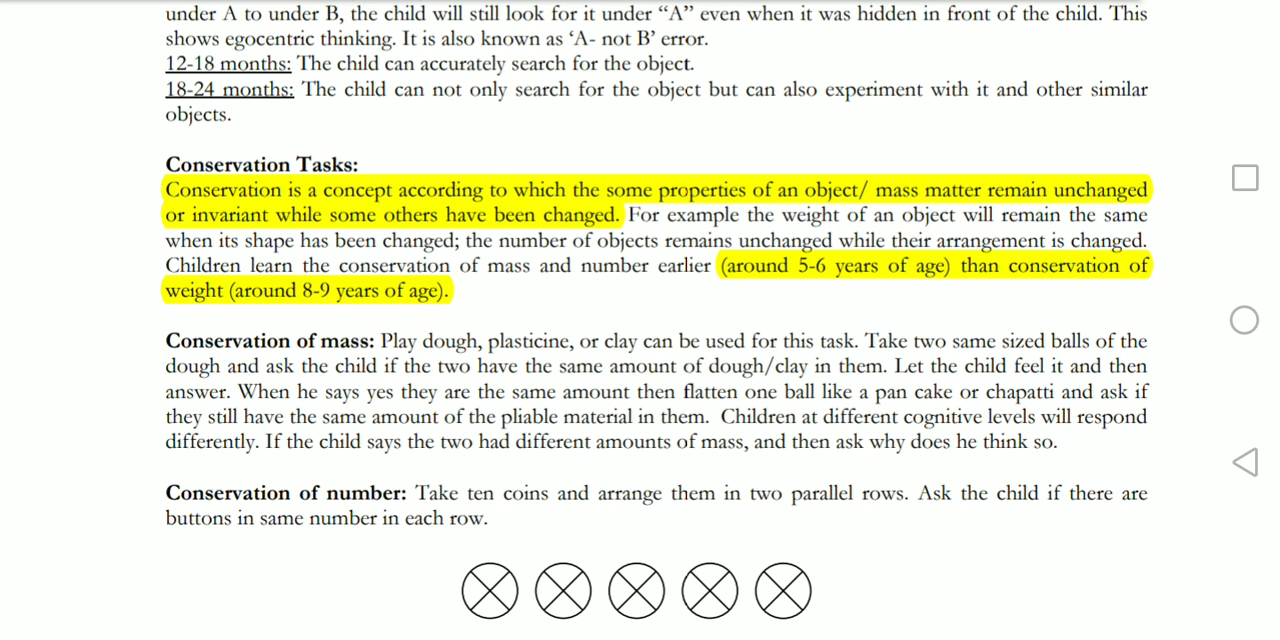 under A to under B, the child will still look for it under “A” even when it was hidden in front of the child. This
shows egocentric thinking. It is also known as ‘A- not B’ error.
12-18 months: The child can accurately search for the object.
18-24 months: The child can not only search for the object but can also experiment with it and other similar
objects.
Conservation Tasks:
Conservation is a concept according to which the some properties of an object/ mass matter remain unchanged
or invariant while some others have been changed. For example the weight of an object will remain the same
when its shape has been changed; the number of objects remains unchanged while their arrangement is changed.
Children learn the conservation of mass and number earlier (around 5-6 years of age) than conservation of
weight (around 8-9 years of age).
Conservation of mass: Play dough, plasticine, or clay can be used for this task. Take two same sized balls of the
dough and ask the child if the two have the same amount of dough/clay in them. Let the child feel it and then
answer. When he says yes they are the same amount then flatten one ball like a pan cake or chapatti and ask if
they still have the same amount of the pliable material in them. Children at different cognitive levels will respond
differently. If the child says the two had different amounts of mass, and then ask why does he think so.
Conservation of number: Take ten coins and arrange them in two parallel rows. Ask the child if there are
buttons in same number in each row.